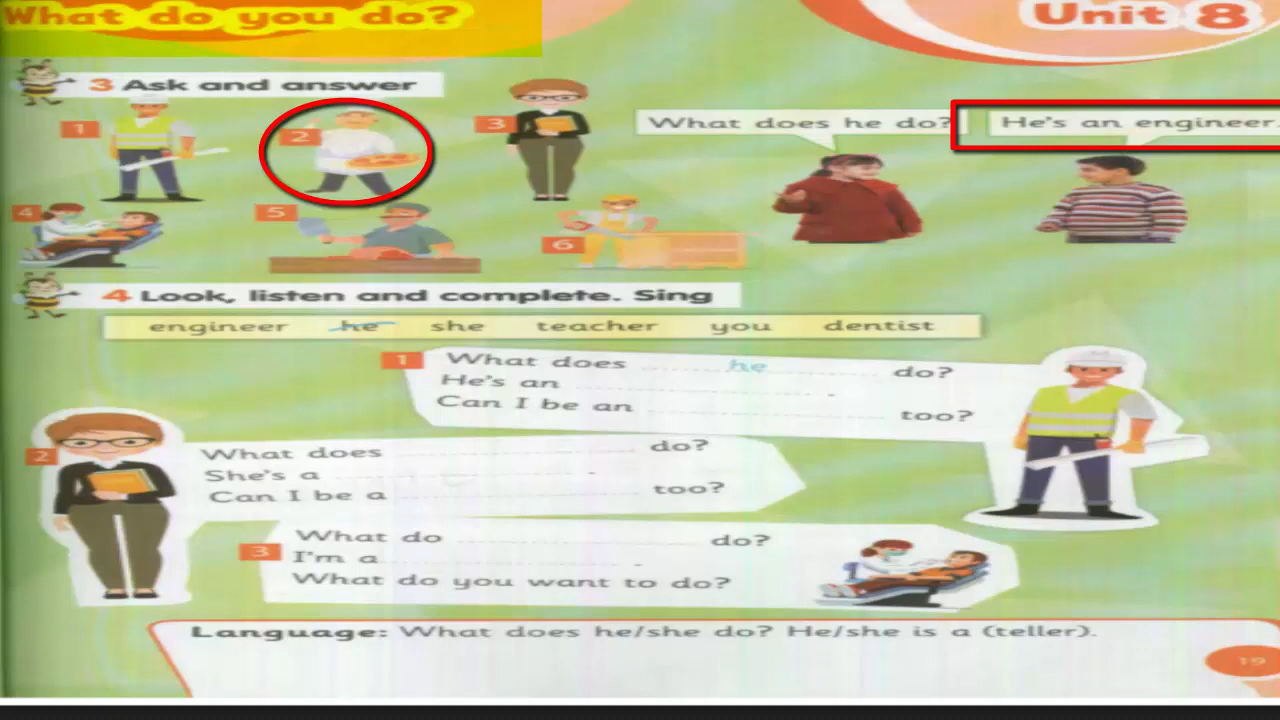 What do you do?
Unit 8
3 Ask and answer
1
2
3
What does he do?
He's an engineer.
4
5
6
4 Look, listen and complete. Sing
engineer he she teacher you dentist
1
What does he do?
He's an .
Can I be an too?
2
What does do?
She's a .
Can I be a too?
3
What do do?
I'm a .
What do you want to do?
Language: What does he/she do? He/she is a (teller).
19